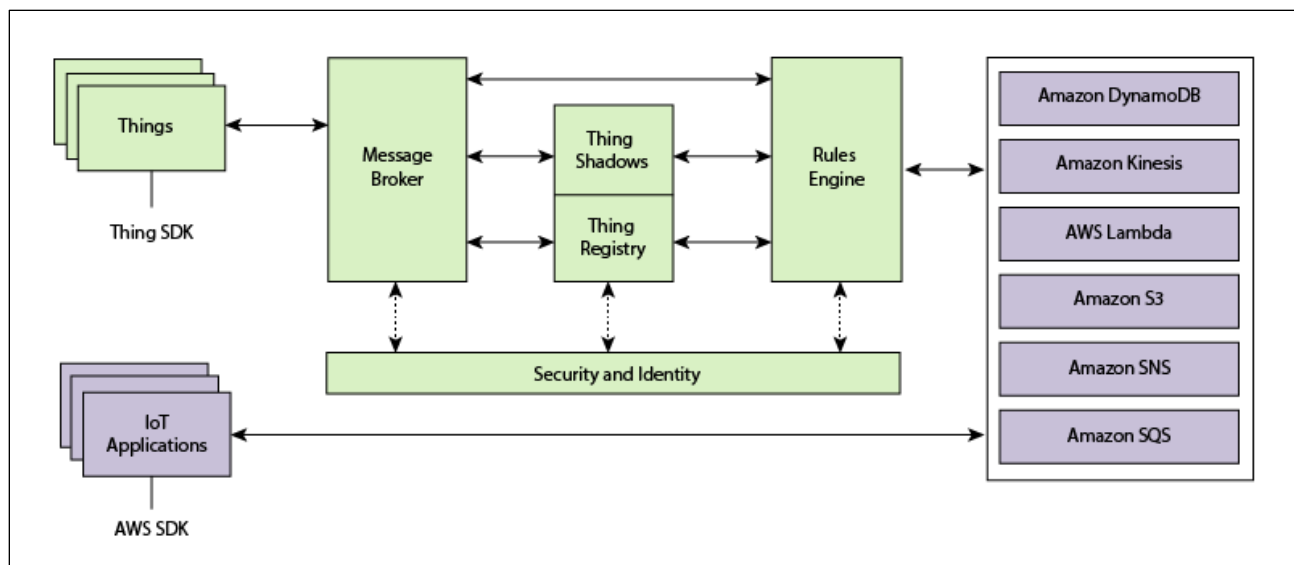 Things
Thing SDK
Message
Broker
Thing
Shadows
Thing
Registry
Rules
Engine
Security and Identity
IoT
Applications
AWS SDK
Amazon DynamoDB
Amazon Kinesis
AWS Lambda
Amazon S3
Amazon SNS
Amazon SQS